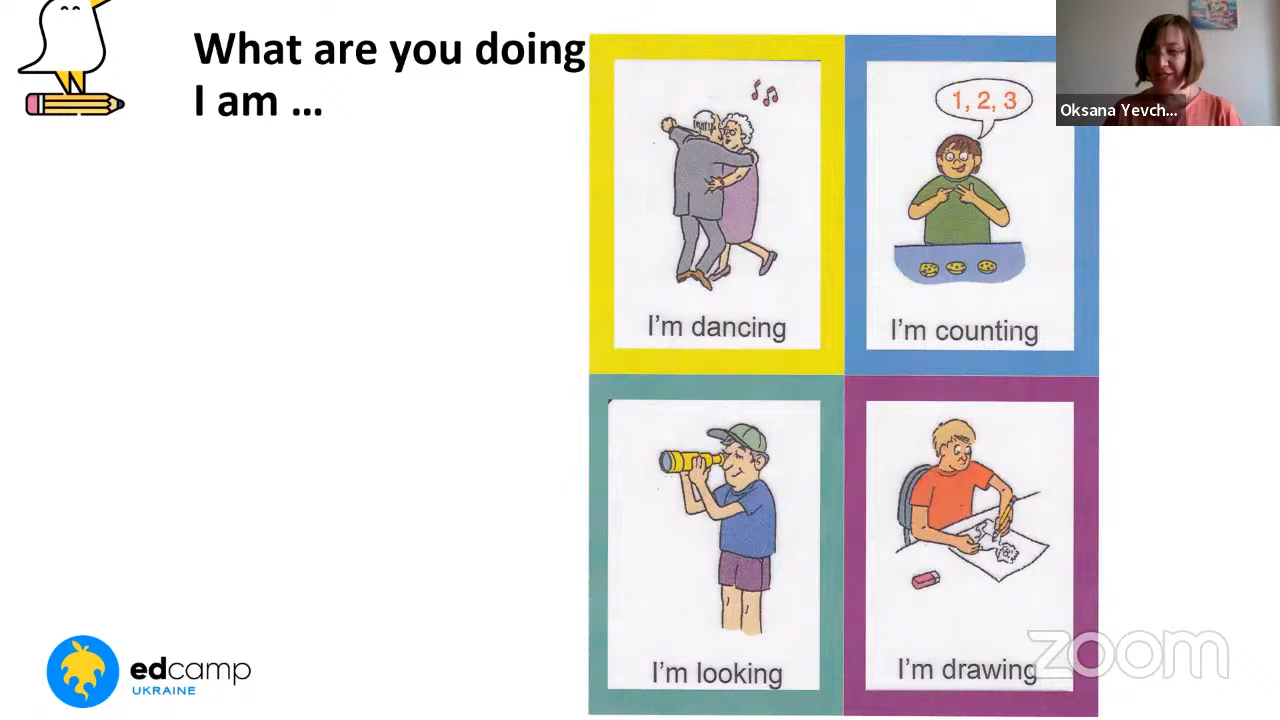 What are you doing
I am ...
1, 2, 3
Oksana Yevch...
I'm dancing
I'm counting
I'm looking
I'm drawing
edcamp
UKRAINE
zoom